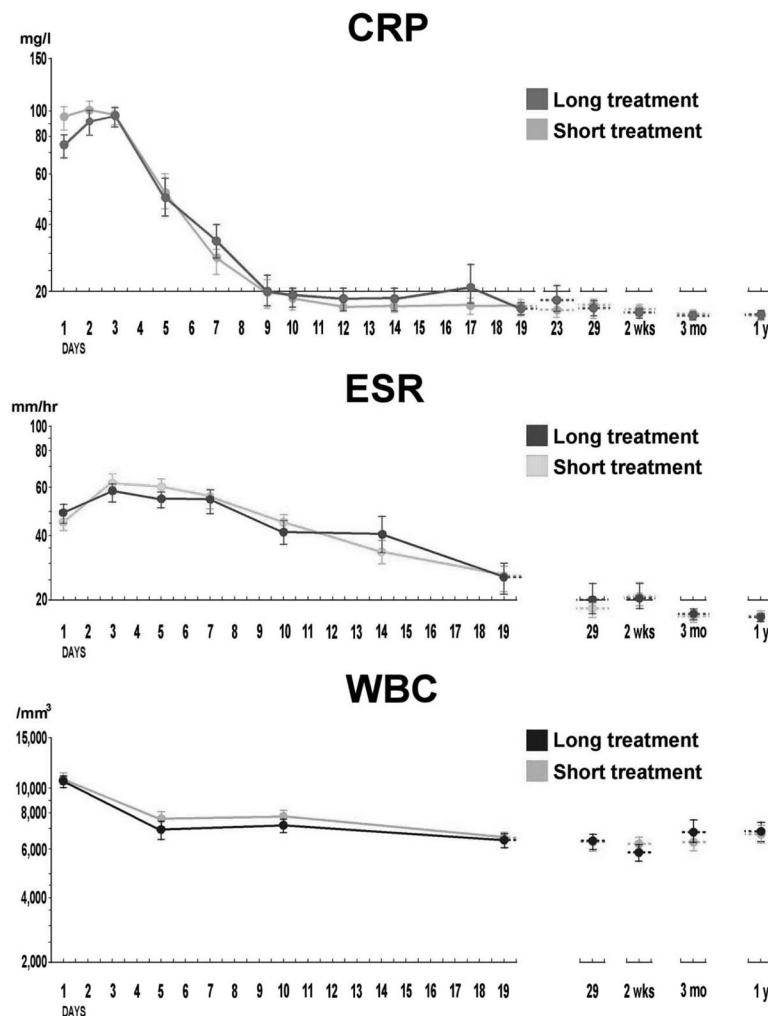 CRP
mg/l
150
100
80
60
40
20
Long treatment
Short treatment
1 2 3 4 5 6 7 8 9 10 11 12 13 14 15 16 17 18 19 23 29 2 wks 3 mo 1 y
DAYS
ESR
mm/hr
100
80
60
40
20
Long treatment
Short treatment
1 2 3 4 5 6 7 8 9 10 11 12 13 14 15 16 17 18 19 29 2 wks 3 mo 1 y
DAYS
WBC
/mm³
15,000
10,000
8,000
6,000
4,000
2,000
Long treatment
Short treatment
1 2 3 4 5 6 7 8 9 10 11 12 13 14 15 16 17 18 19 29 2 wks 3 mo 1 y
DAYS